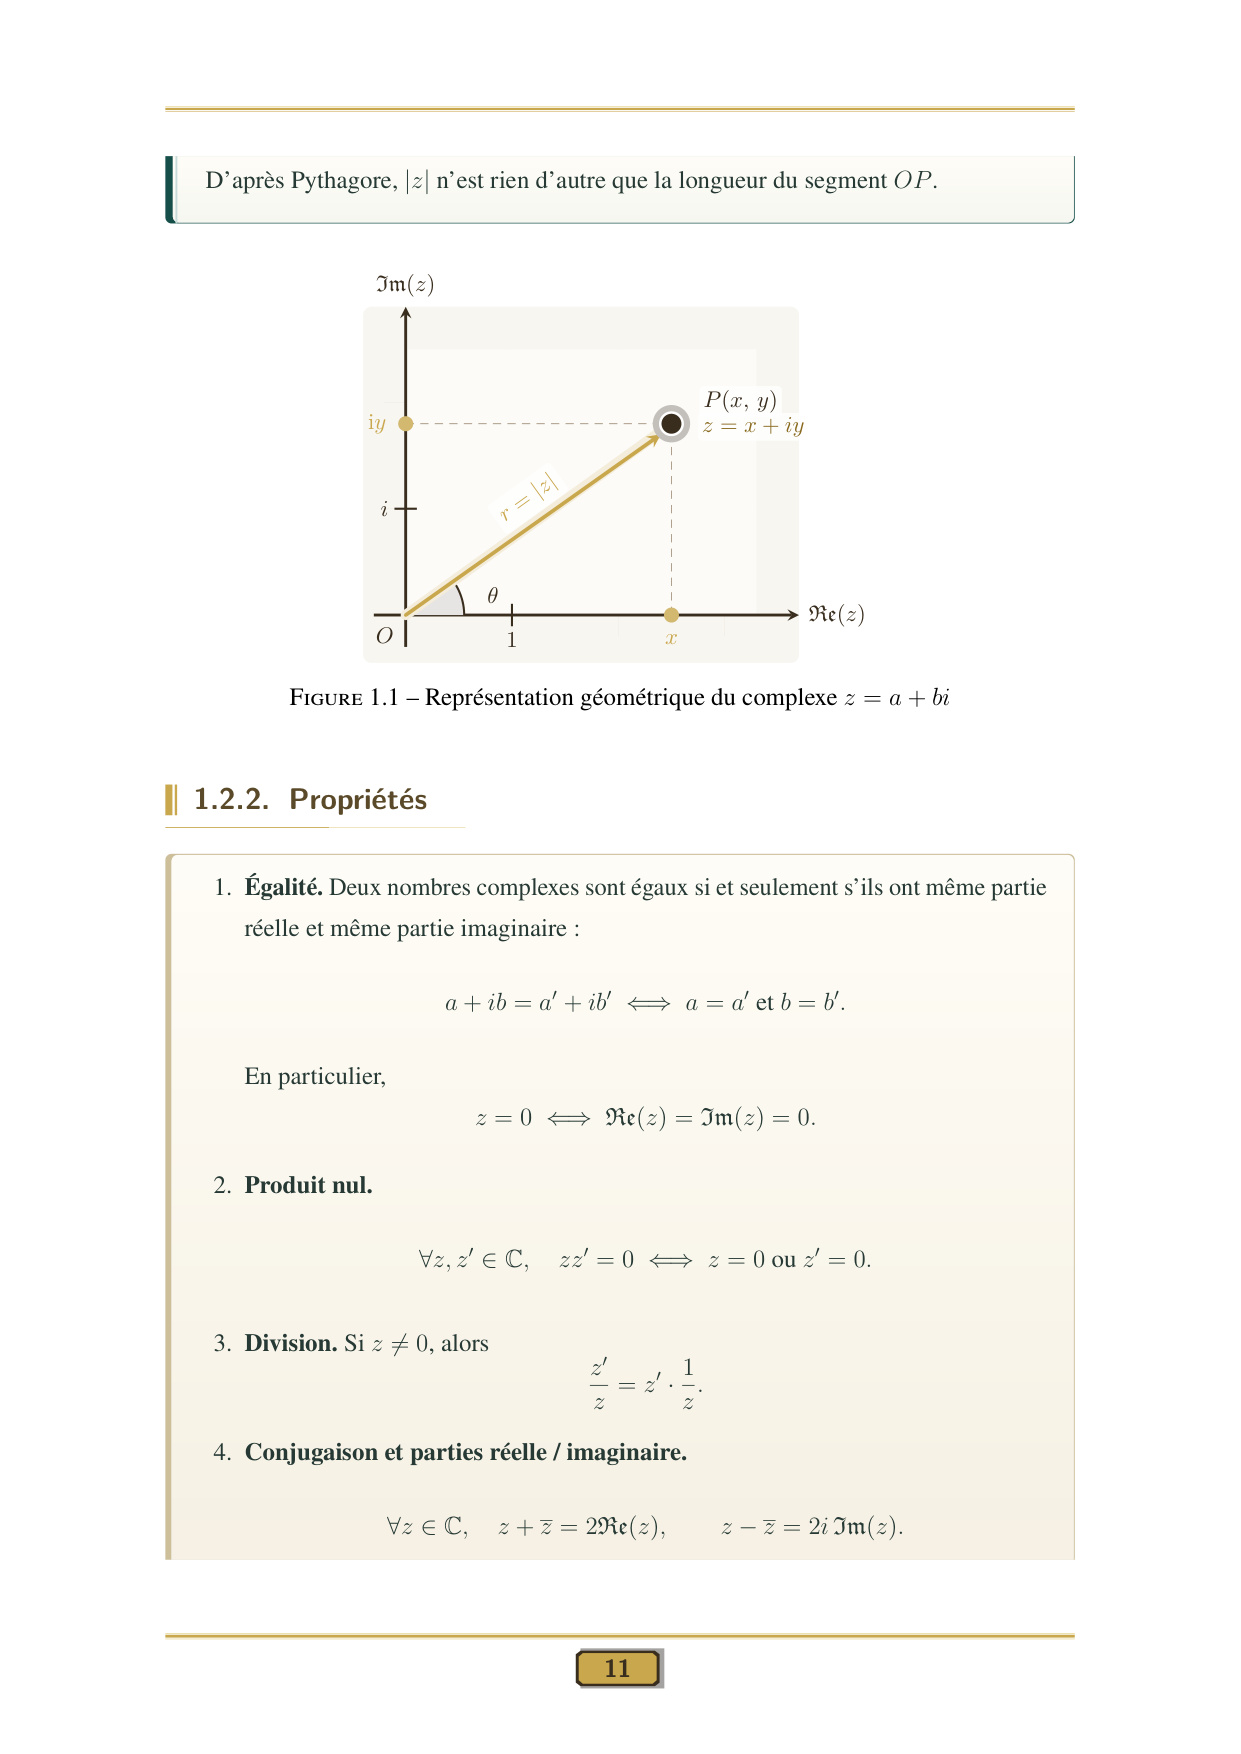 D'après Pythagore, |z| n'est rien d'autre que la longueur du segment OP.
ℑm(z)
P(x, y)
iy
z = x + iy
r = |z|
i
θ
ℜe(z)
O
1
x
FIGURE 1.1 – Représentation géométrique du complexe z = a + bi
1.2.2. Propriétés
1. Égalité. Deux nombres complexes sont égaux si et seulement s'ils ont même partie
réelle et même partie imaginaire :
a + ib = a′ + ib′ ⟺ a = a′ et b = b′.
En particulier,
z = 0 ⟺ ℜe(z) = ℑm(z) = 0.
2. Produit nul.
∀z, z′ ∈ ℂ, zz′ = 0 ⟺ z = 0 ou z′ = 0.
3. Division. Si z ≠ 0, alors
z′/z = z′ · 1/z.
4. Conjugaison et parties réelle / imaginaire.
∀z ∈ ℂ, z + z̅ = 2ℜe(z), z − z̅ = 2i ℑm(z).
11